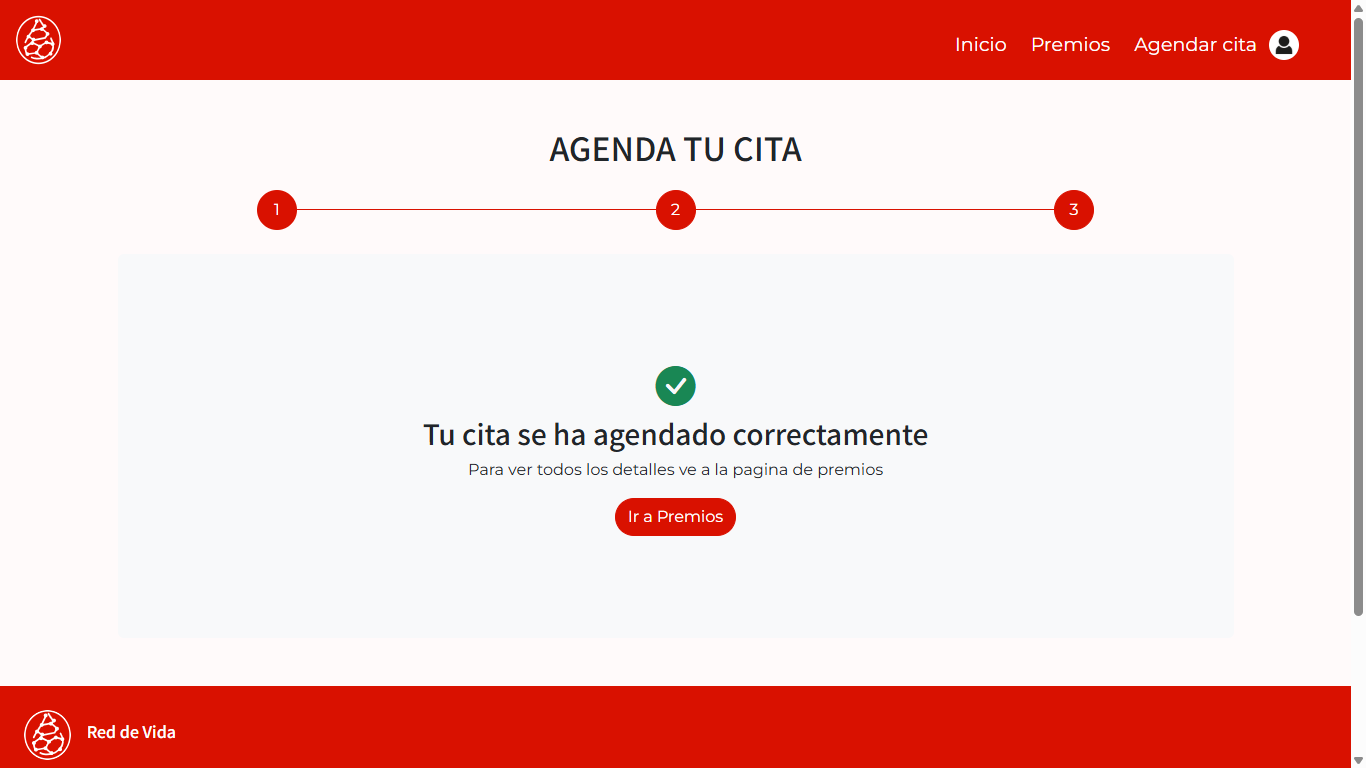 Inicio Premios Agendar cita
AGENDA TU CITA
1 2 3
Tu cita se ha agendado correctamente
Para ver todos los detalles ve a la pagina de premios
Ir a Premios
Red de Vida